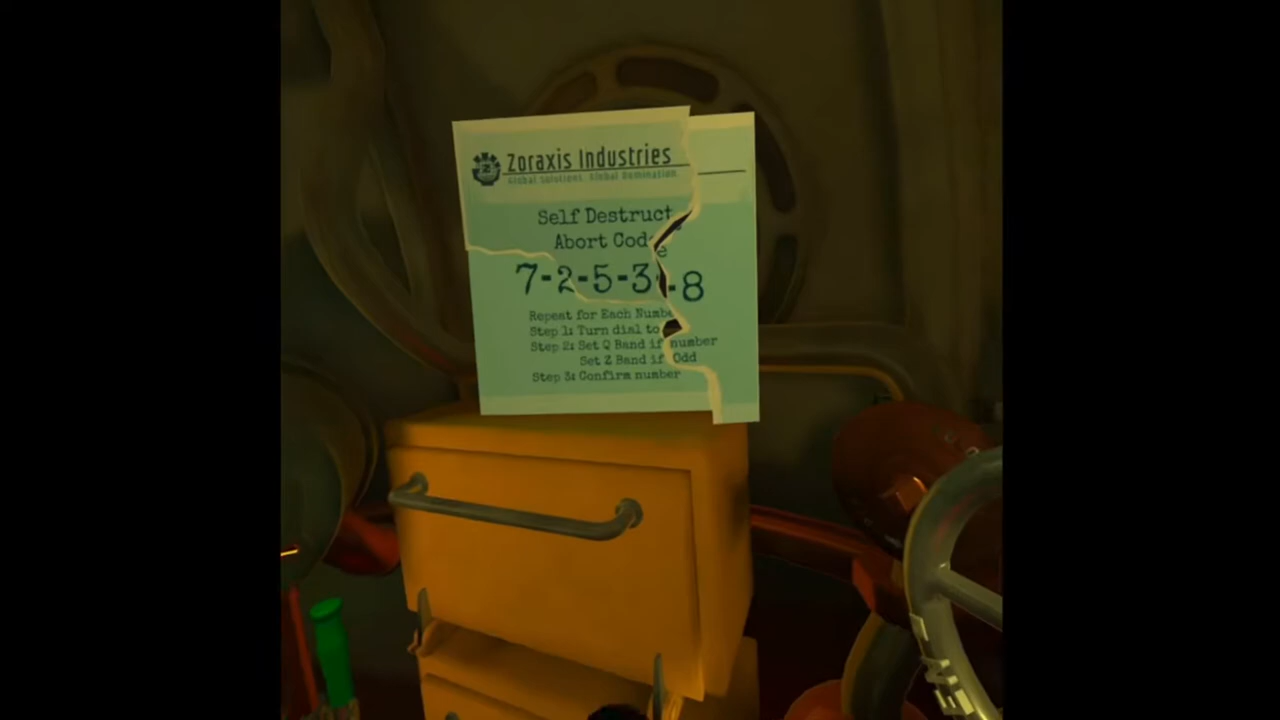 Zoraxis Industries
Global Solutions. Global Domination.
Self Destruct
Abort Code
7-2-5-3-8
Repeat for Each Numbe
Step 1: Turn dial to
Step 2: Set Q Band if number
Set Z Band if Odd
Step 3: Confirm number